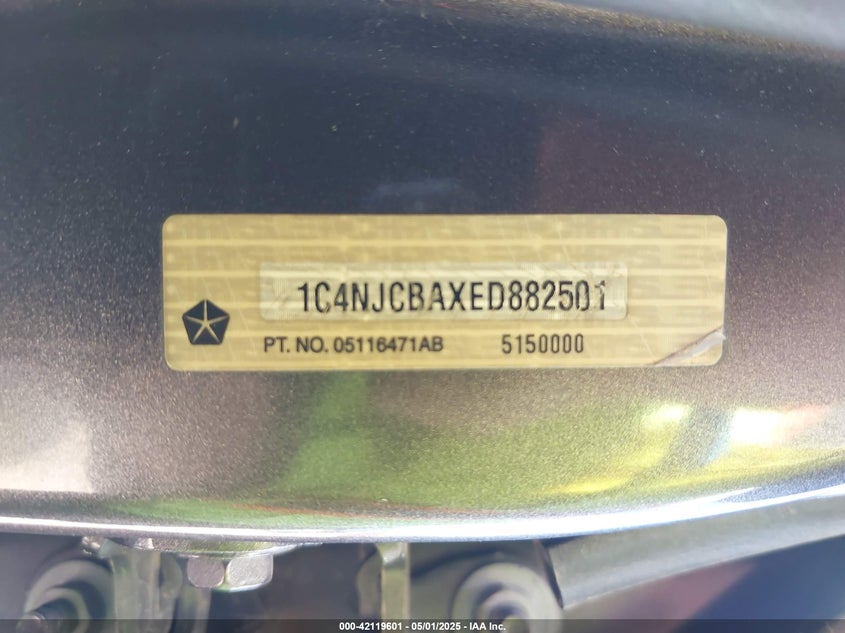 1C4NJCBAXED882501
PT. NO. 05116471AB 5150000
000-42119601 - 05/01/2025 - IAA Inc.